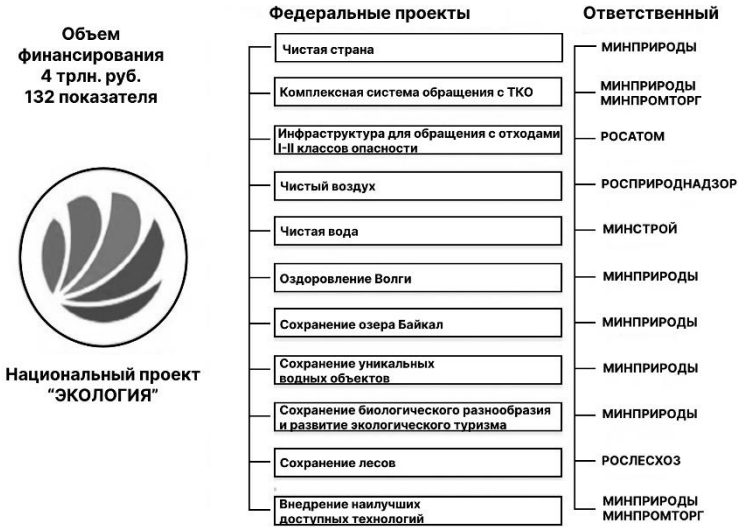 Объем
финансирования
4 трлн. руб.
132 показателя
Национальный проект
“ЭКОЛОГИЯ”
Федеральные проекты
Ответственный
Чистая страна
МИНПРИРОДЫ
Комплексная система обращения с ТКО
МИНПРИРОДЫ
МИНПРОМТОРГ
Инфраструктура для обращения с отходами
I-II классов опасности
РОСАТОМ
Чистый воздух
РОСПРИРОДНАДЗОР
Чистая вода
МИНСТРОЙ
Оздоровление Волги
МИНПРИРОДЫ
Сохранение озера Байкал
МИНПРИРОДЫ
Сохранение уникальных
водных объектов
МИНПРИРОДЫ
Сохранение биологического разнообразия
и развитие экологического туризма
МИНПРИРОДЫ
Сохранение лесов
РОСЛЕСХОЗ
Внедрение наилучших
доступных технологий
МИНПРИРОДЫ
МИНПРОМТОРГ